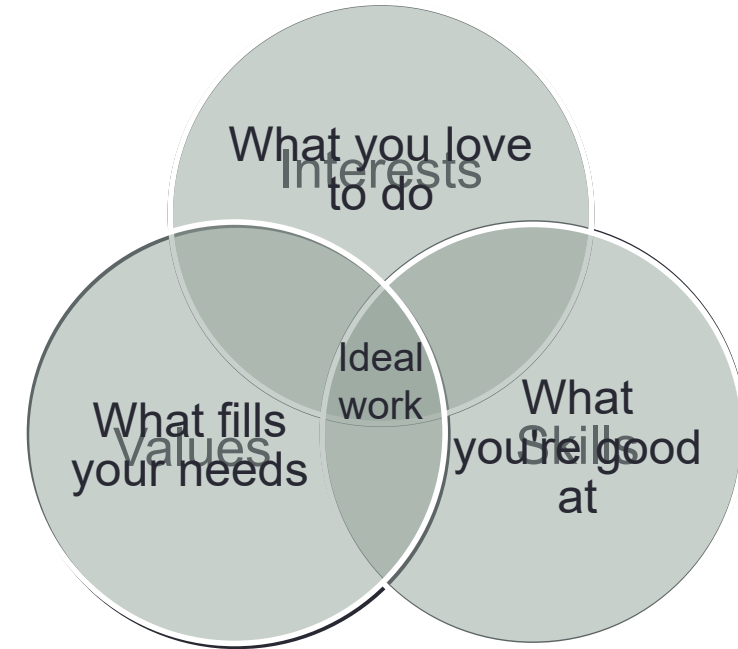 What you love
Interests
to do
Ideal
work
What fills
Values
your needs
What
you're good
Skills
at